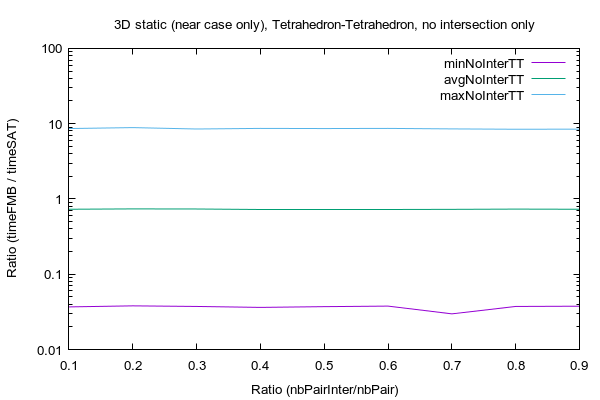 3D static (near case only), Tetrahedron-Tetrahedron, no intersection only
100
10
1
0.1
0.01
Ratio (timeFMB / timeSAT)
minNoInterTT
avgNoInterTT
maxNoInterTT
0.1 0.2 0.3 0.4 0.5 0.6 0.7 0.8 0.9
Ratio (nbPairInter/nbPair)